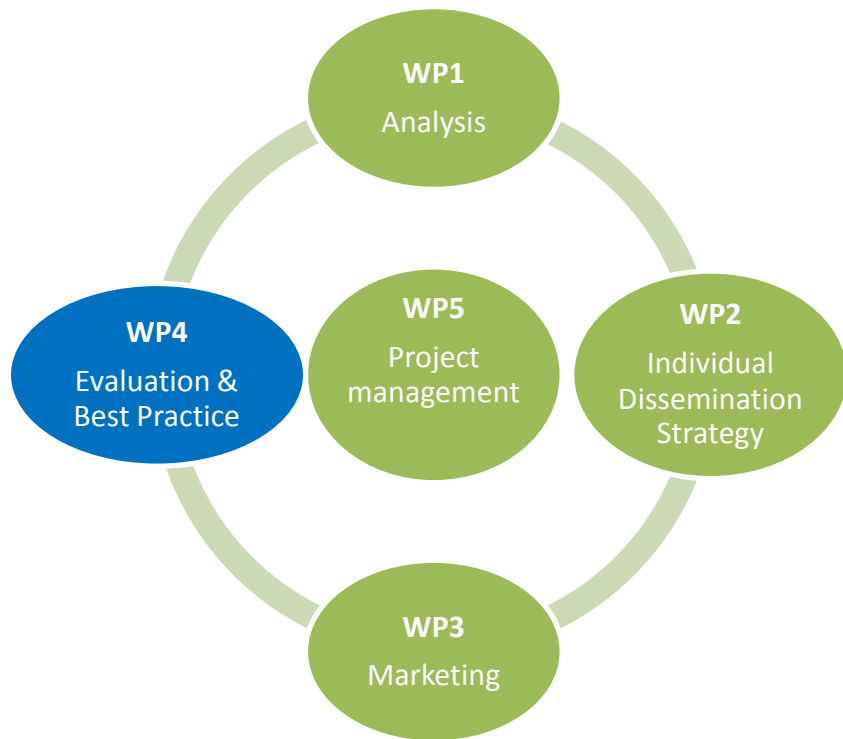 WP1
Analysis
WP4
Evaluation &
Best Practice
WP5
Project
management
WP2
Individual
Dissemination
Strategy
WP3
Marketing